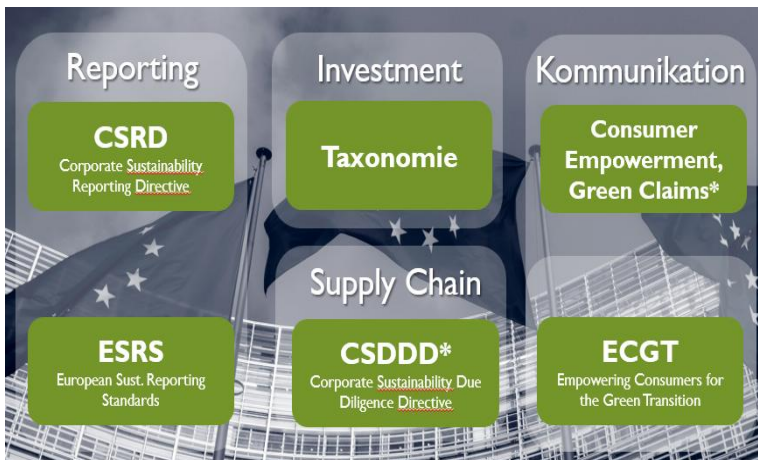 Reporting
CSRD
Corporate Sustainability
Reporting Directive
ESRS
European Sust. Reporting
Standards
Investment
Taxonomie
Supply Chain
CSDDD*
Corporate Sustainability Due
Diligence Directive
Kommunikation
Consumer
Empowerment,
Green Claims*
ECGT
Empowering Consumers for
the Green Transition